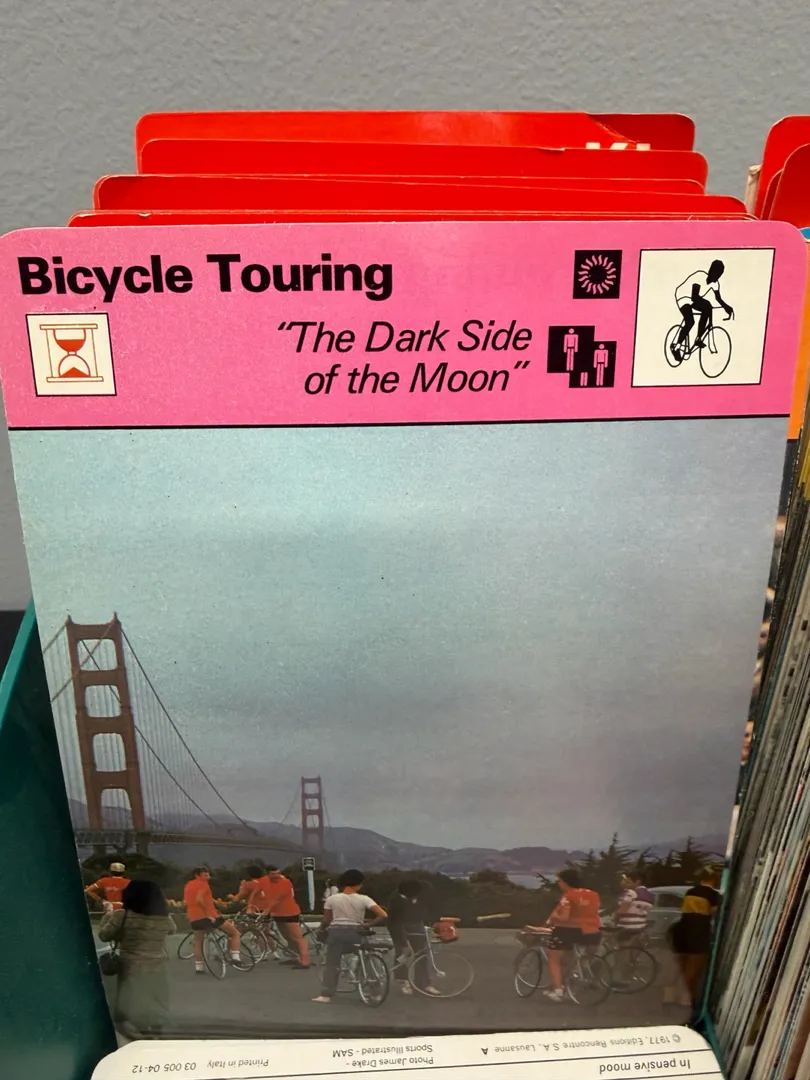 Bicycle Touring
"The Dark Side
of the Moon"
In pensive mood
© 1977, Editions Rencontre S.A., Lausanne A
Photo James Drake -
Sports Illustrated - SAM
Printed in Italy 03 005 04-12